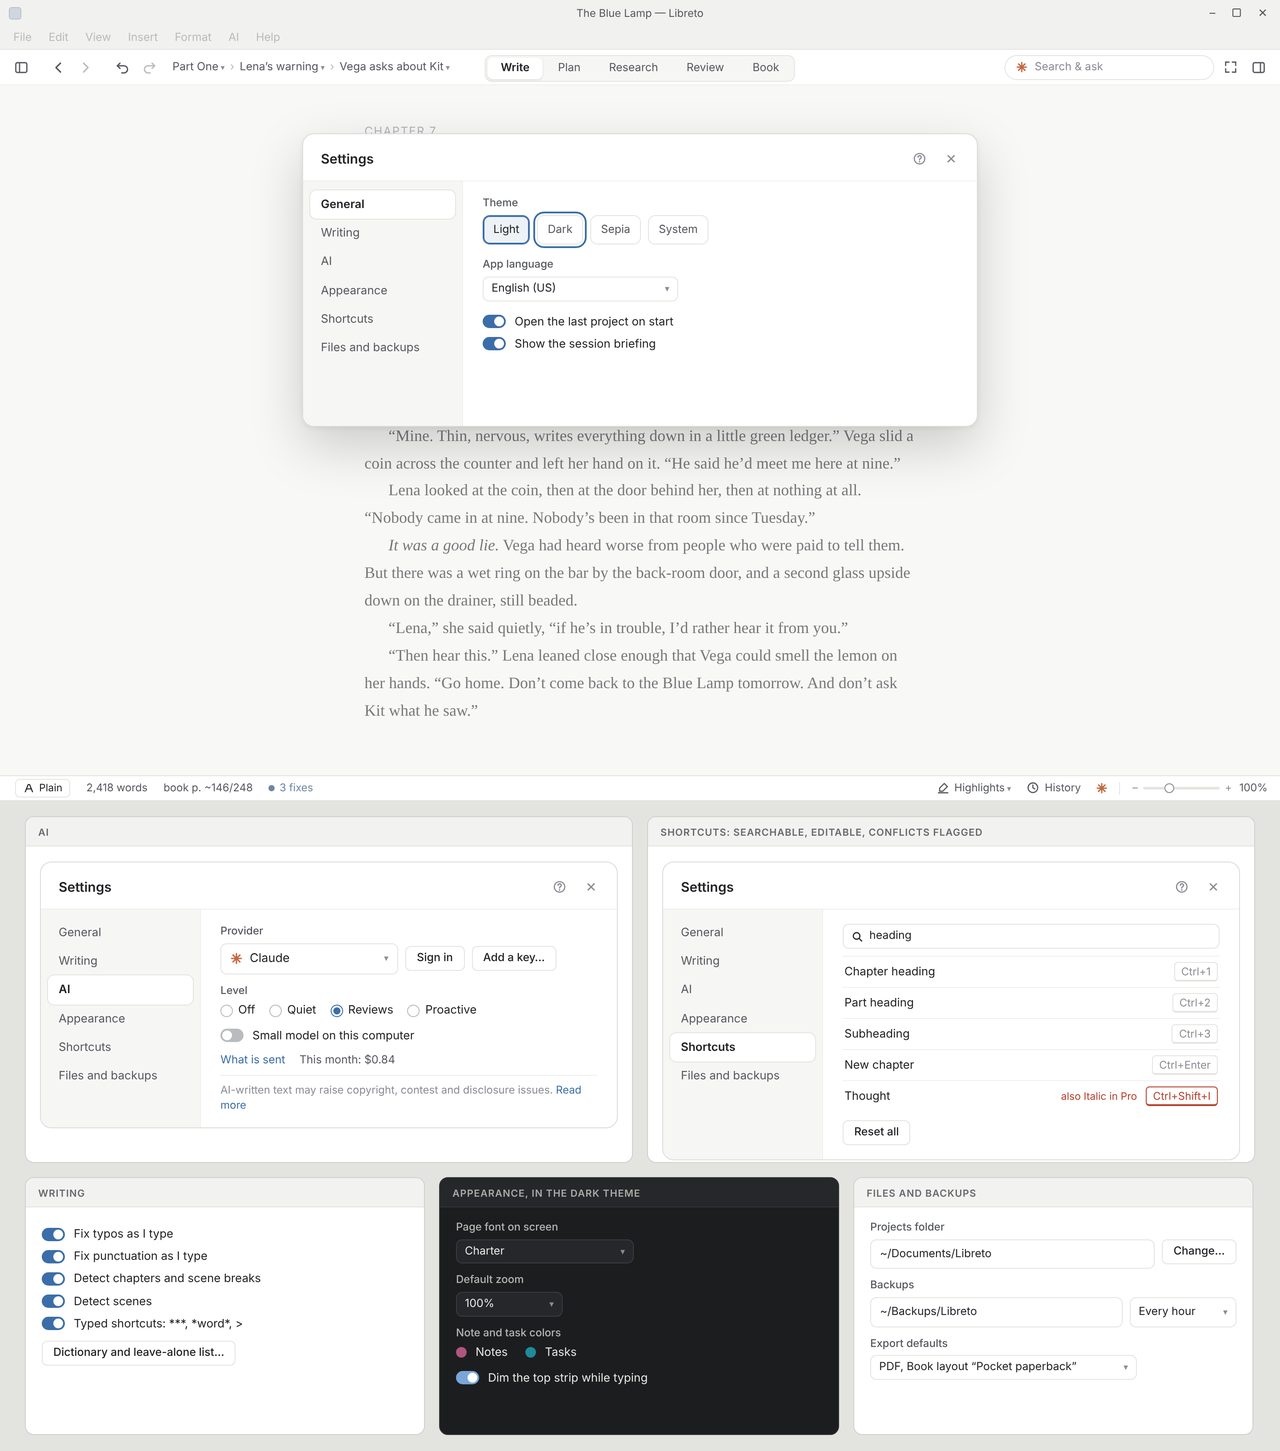 The Blue Lamp — Libreto
File Edit View Insert Format AI Help
Part One › Lena’s warning › Vega asks about Kit
Write Plan Research Review Book
Search & ask
CHAPTER 7
Settings
General
Writing
AI
Appearance
Shortcuts
Files and backups
Theme
Light Dark Sepia System
App language
English (US)
Open the last project on start
Show the session briefing
“Mine. Thin, nervous, writes everything down in a little green ledger.” Vega slid a
coin across the counter and left her hand on it. “He said he’d meet me here at nine.”
Lena looked at the coin, then at the door behind her, then at nothing at all.
“Nobody came in at nine. Nobody’s been in that room since Tuesday.”
It was a good lie. Vega had heard worse from people who were paid to tell them.
But there was a wet ring on the bar by the back-room door, and a second glass upside
down on the drainer, still beaded.
“Lena,” she said quietly, “if he’s in trouble, I’d rather hear it from you.”
“Then hear this.” Lena leaned close enough that Vega could smell the lemon on
her hands. “Go home. Don’t come back to the Blue Lamp tomorrow. And don’t ask
Kit what he saw.”
A Plain 2,418 words book p. ~146/248 3 fixes
Highlights History − + 100%
AI
Settings
General
Writing
AI
Appearance
Shortcuts
Files and backups
Provider
Claude Sign in Add a key...
Level
Off Quiet Reviews Proactive
Small model on this computer
What is sent This month: $0.84
AI-written text may raise copyright, contest and disclosure issues. Read
more
SHORTCUTS: SEARCHABLE, EDITABLE, CONFLICTS FLAGGED
Settings
General
Writing
AI
Appearance
Shortcuts
Files and backups
heading
Chapter heading Ctrl+1
Part heading Ctrl+2
Subheading Ctrl+3
New chapter Ctrl+Enter
Thought also Italic in Pro Ctrl+Shift+I
Reset all
WRITING
Fix typos as I type
Fix punctuation as I type
Detect chapters and scene breaks
Detect scenes
Typed shortcuts: ***, *word*, >
Dictionary and leave-alone list...
APPEARANCE, IN THE DARK THEME
Page font on screen
Charter
Default zoom
100%
Note and task colors
Notes Tasks
Dim the top strip while typing
FILES AND BACKUPS
Projects folder
~/Documents/Libreto Change...
Backups
~/Backups/Libreto Every hour
Export defaults
PDF, Book layout “Pocket paperback”